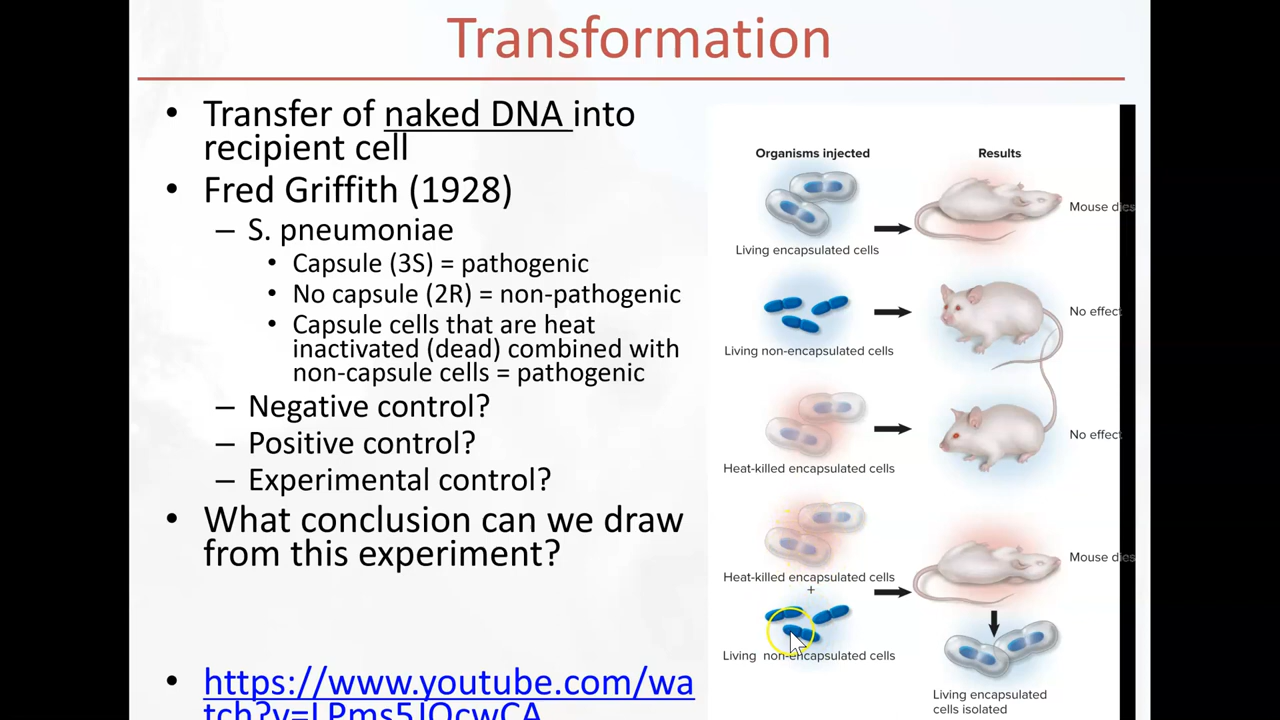 Transformation
• Transfer of naked DNA into
recipient cell
• Fred Griffith (1928)
– S. pneumoniae
• Capsule (3S) = pathogenic
• No capsule (2R) = non-pathogenic
• Capsule cells that are heat
inactivated (dead) combined with
non-capsule cells = pathogenic
– Negative control?
– Positive control?
– Experimental control?
• What conclusion can we draw
from this experiment?
• https://www.youtube.com/wa
Organisms injected
Results
Living encapsulated cells
Mouse dies
Living non-encapsulated cells
No effect
Heat-killed encapsulated cells
No effect
Heat-killed encapsulated cells
+
Living non-encapsulated cells
Mouse dies
Living encapsulated
cells isolated